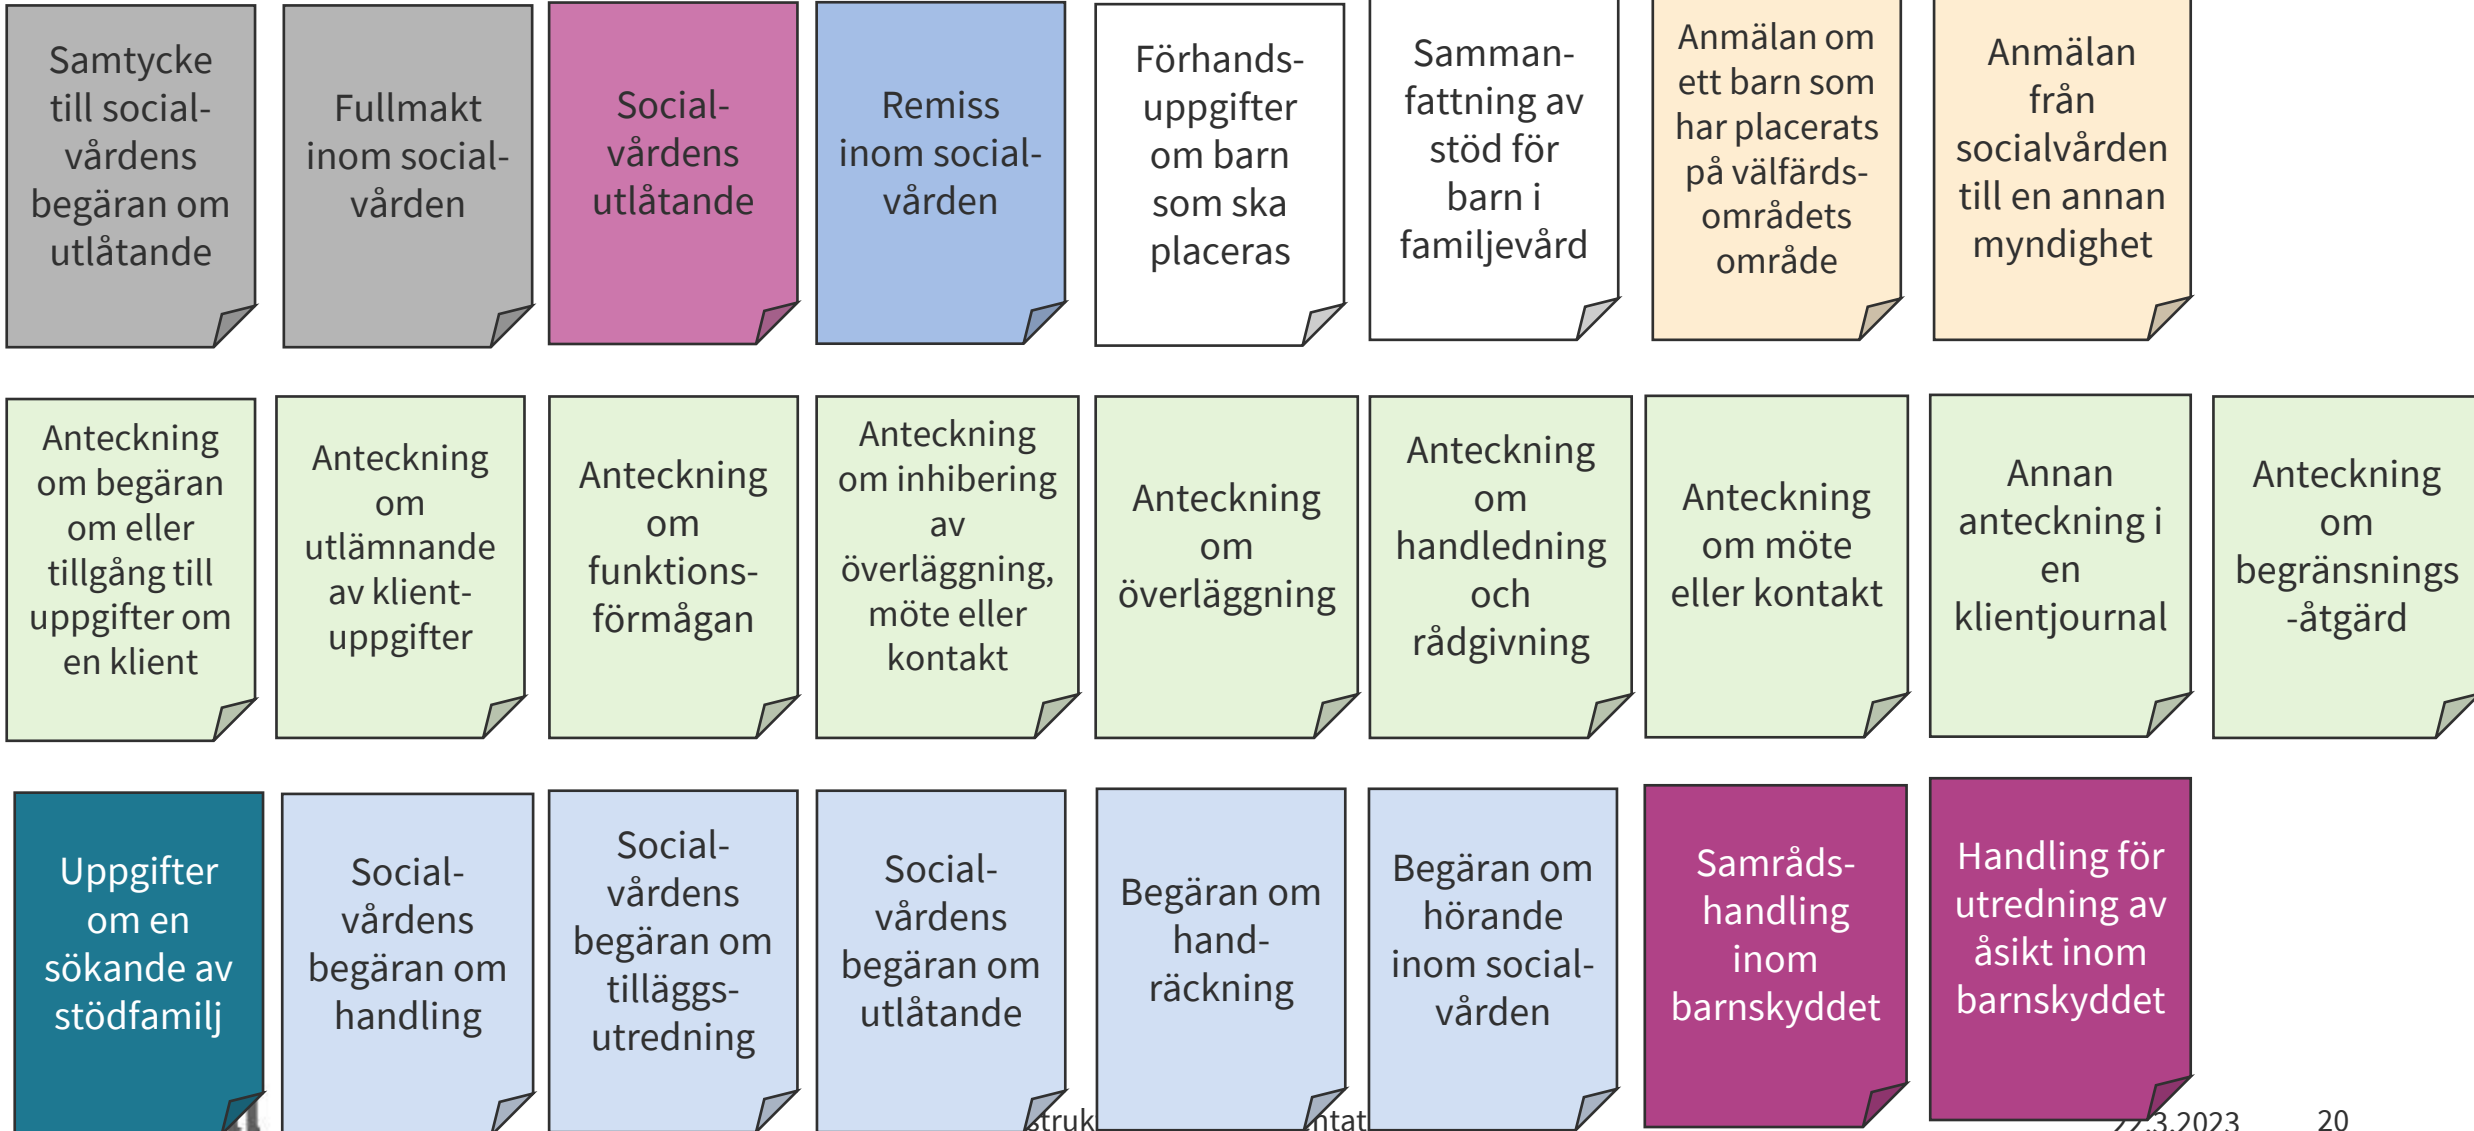 Samtycke
till social-
vårdens
begäran om
utlåtande
Fullmakt
inom social-
vården
Social-
vårdens
utlåtande
Remiss
inom social-
vården
Förhands-
uppgifter
om barn
som ska
placeras
Samman-
fattning av
stöd för
barn i
familjevård
Anmälan om
ett barn som
har placerats
på välfärds-
områdets
område
Anmälan
från
socialvården
till en annan
myndighet
Anteckning
om begäran
om eller
tillgång till
uppgifter om
en klient
Anteckning
om
utlämnande
av klient-
uppgifter
Anteckning
om
funktions-
förmågan
Anteckning
om inhibering
av
överläggning,
möte eller
kontakt
Anteckning
om
överläggning
Anteckning
om
handledning
och
rådgivning
Anteckning
om möte
eller kontakt
Annan
anteckning i
en
klientjournal
Anteckning
om
begränsnings
-åtgärd
Uppgifter
om en
sökande av
stödfamilj
Social-
vårdens
begäran om
handling
Social-
vårdens
begäran om
tilläggs-
utredning
Social-
vårdens
begäran om
utlåtande
Begäran om
hand-
räckning
Begäran om
hörande
inom social-
vården
Samråds-
handling
inom
barnskyddet
Handling för
utredning av
åsikt inom
barnskyddet
20